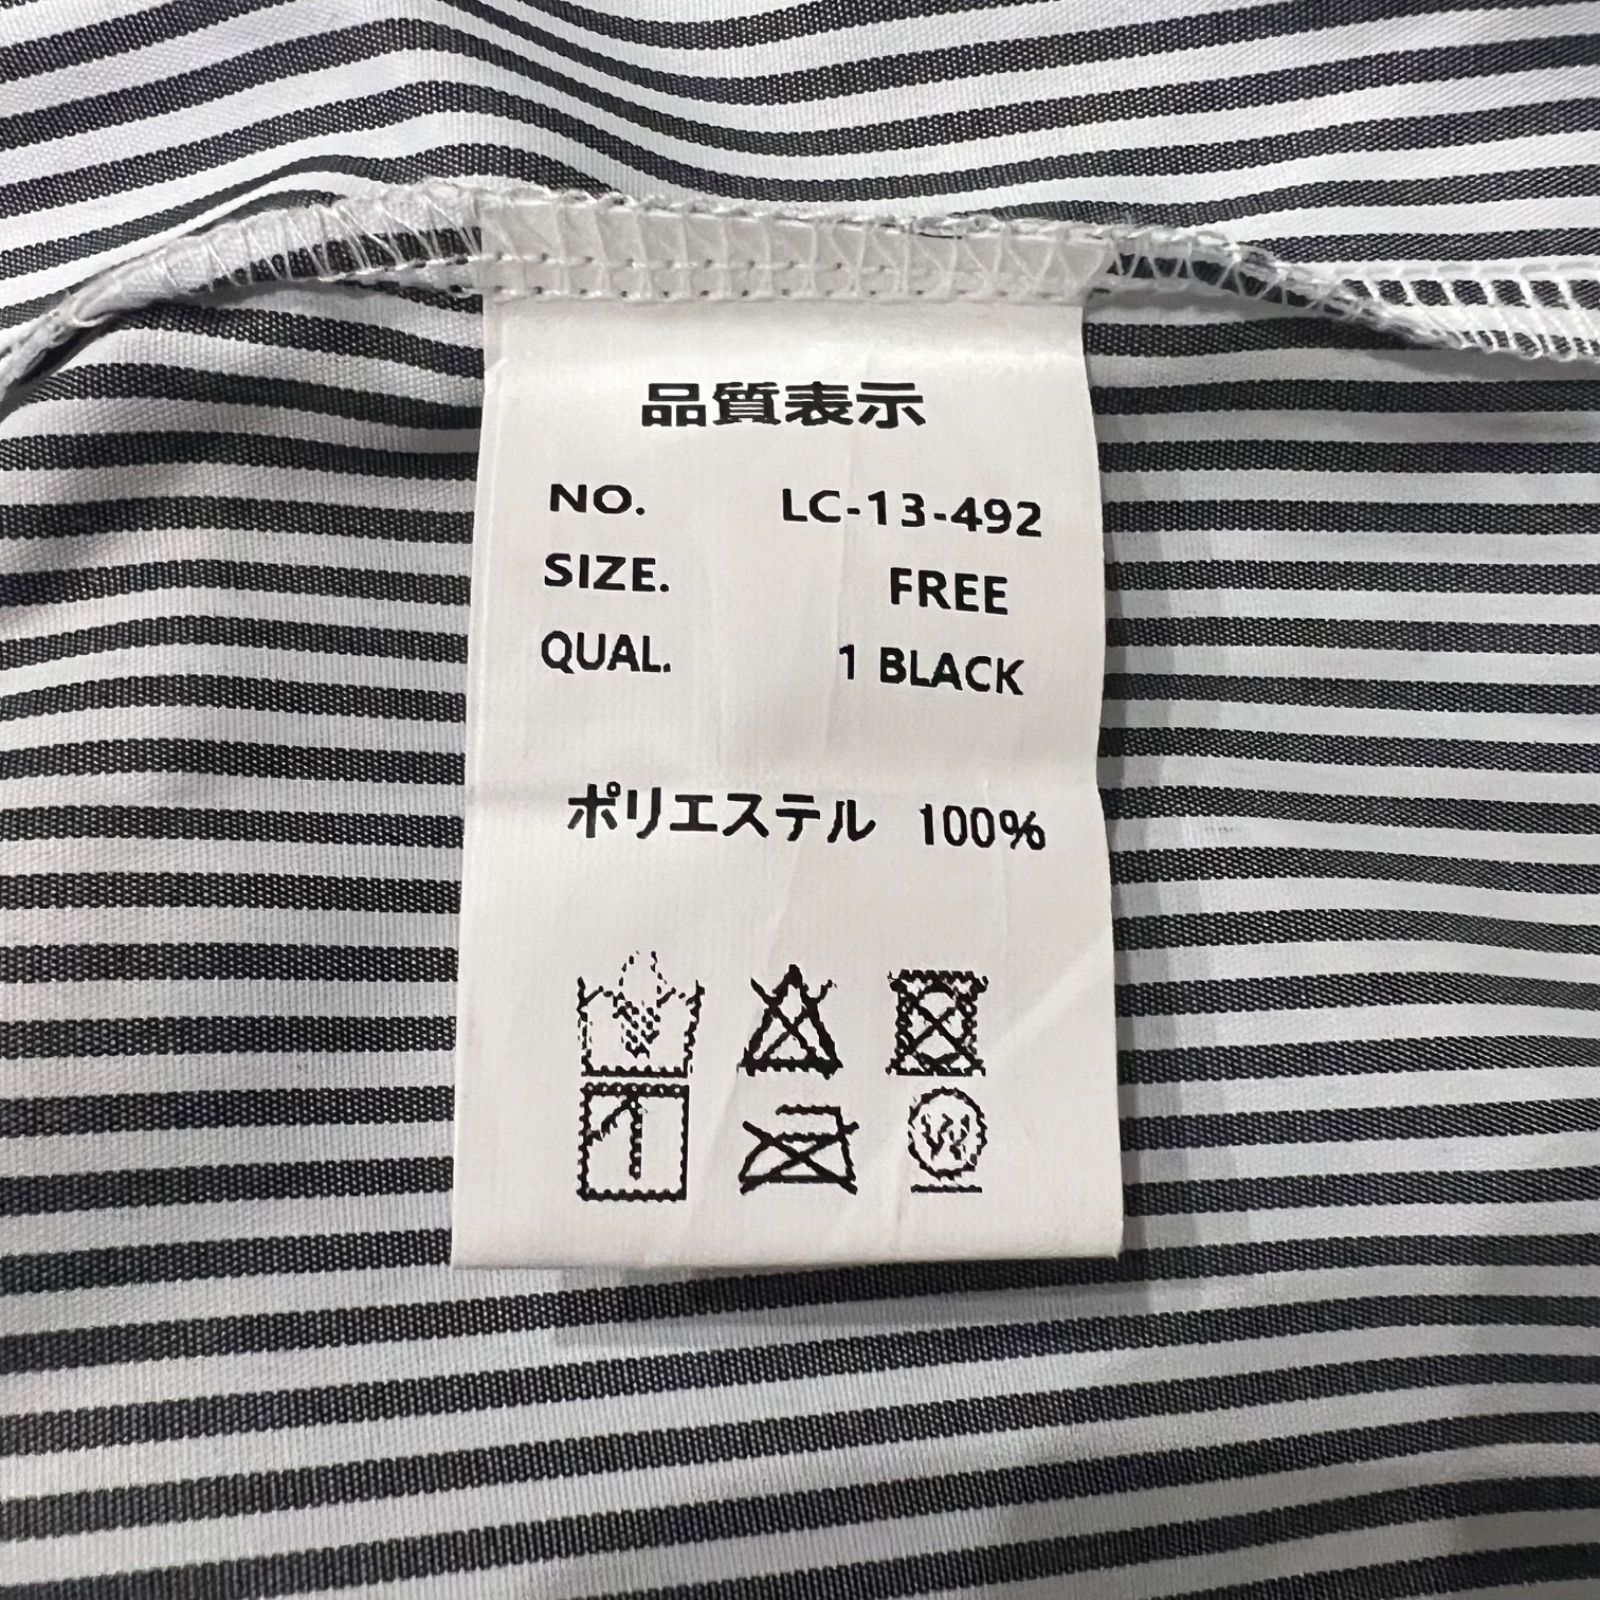 品質表示
NO. LC-13-492
SIZE. FREE
QUAL. 1 BLACK
ポリエステル 100%
W